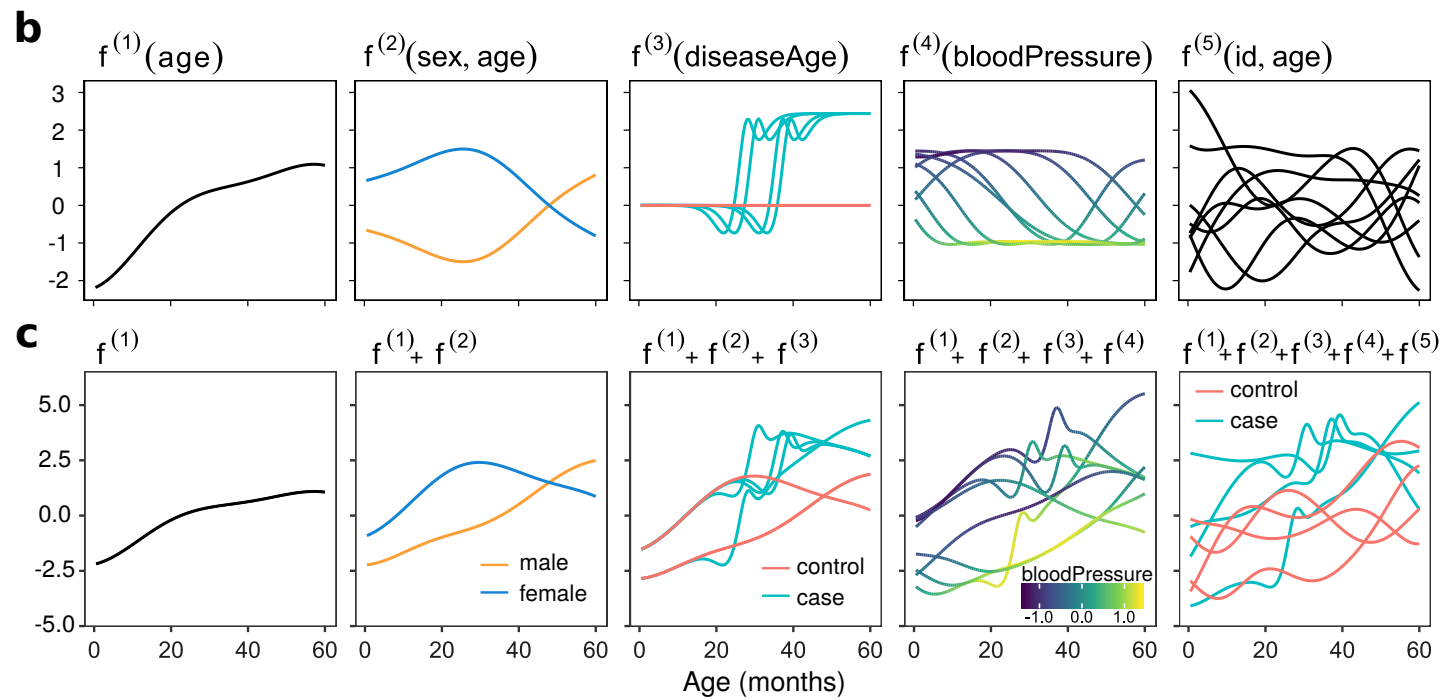 b
f(1)(age) f(2)(sex, age) f(3)(diseaseAge) f(4)(bloodPressure) f(5)(id, age)
3
2
1
0
-1
-2
c
f(1) f(1)+ f(2) f(1)+ f(2)+ f(3) f(1)+ f(2)+ f(3)+ f(4) f(1)+f(2)+f(3)+f(4)+f(5)
5.0
2.5
0.0
-2.5
-5.0
male
female
control
case
bloodPressure
-1.0 0.0 1.0
control
case
0 20 40 60 0 20 40 60 0 20 40 60 0 20 40 60 0 20 40 60
Age (months)